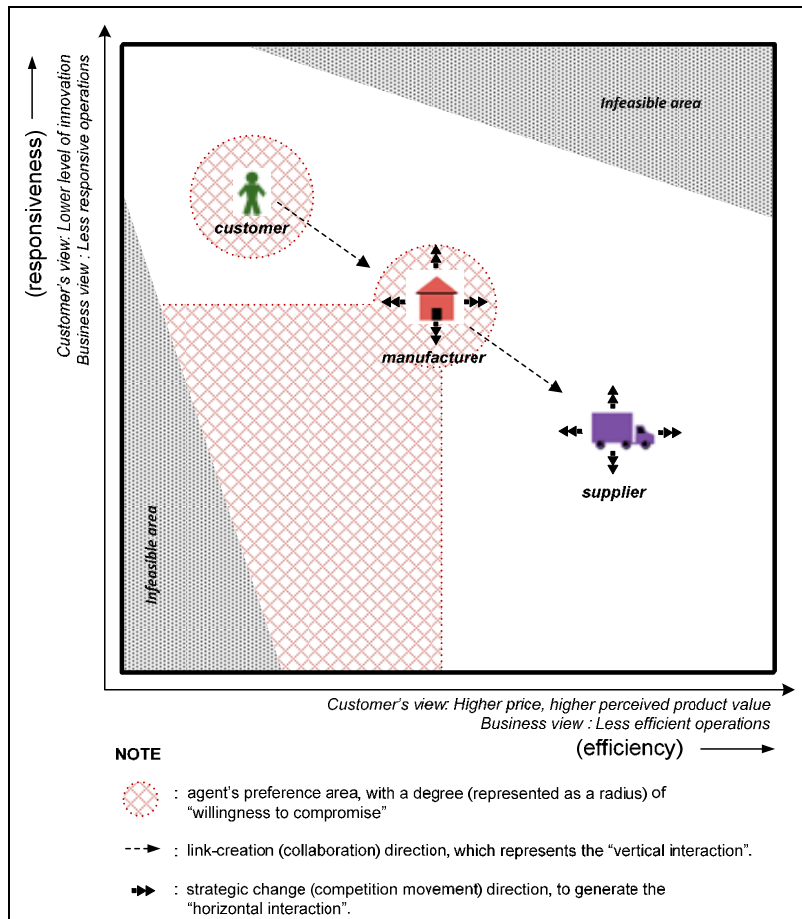 (responsiveness)
Customer's view: Lower level of innovation
Business view : Less responsive operations
Infeasible area
customer
manufacturer
supplier
Infeasible area
Customer's view: Higher price, higher perceived product value
Business view : Less efficient operations
(efficiency)
NOTE
: agent's preference area, with a degree (represented as a radius) of
"willingness to compromise"
: link-creation (collaboration) direction, which represents the "vertical interaction".
: strategic change (competition movement) direction, to generate the
"horizontal interaction".